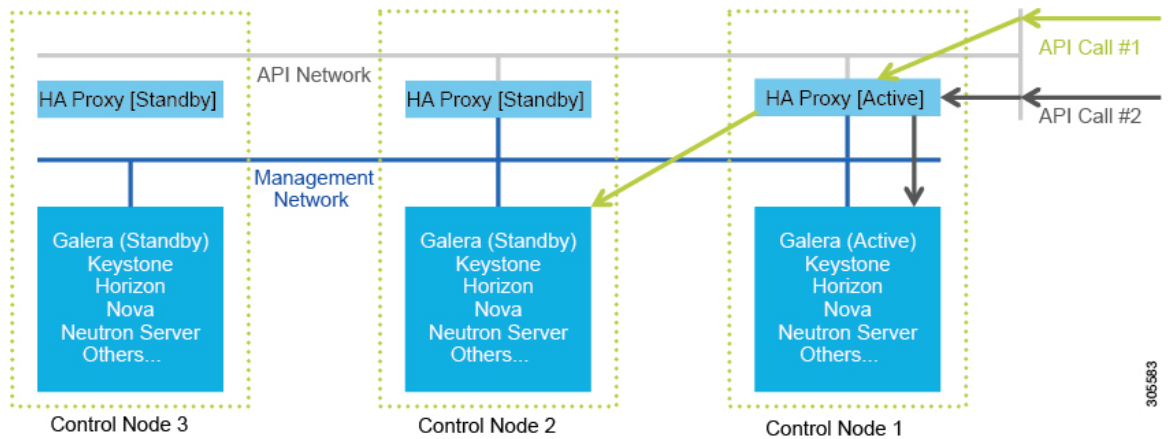 API Call #1
API Network
HA Proxy [Standby]
HA Proxy [Standby]
HA Proxy [Active]
API Call #2
Management
Network
Galera (Standby)
Keystone
Horizon
Nova
Neutron Server
Others...
Galera (Standby)
Keystone
Horizon
Nova
Neutron Server
Others...
Galera (Active)
Keystone
Horizon
Nova
Neutron Server
Others...
305583
Control Node 3
Control Node 2
Control Node 1